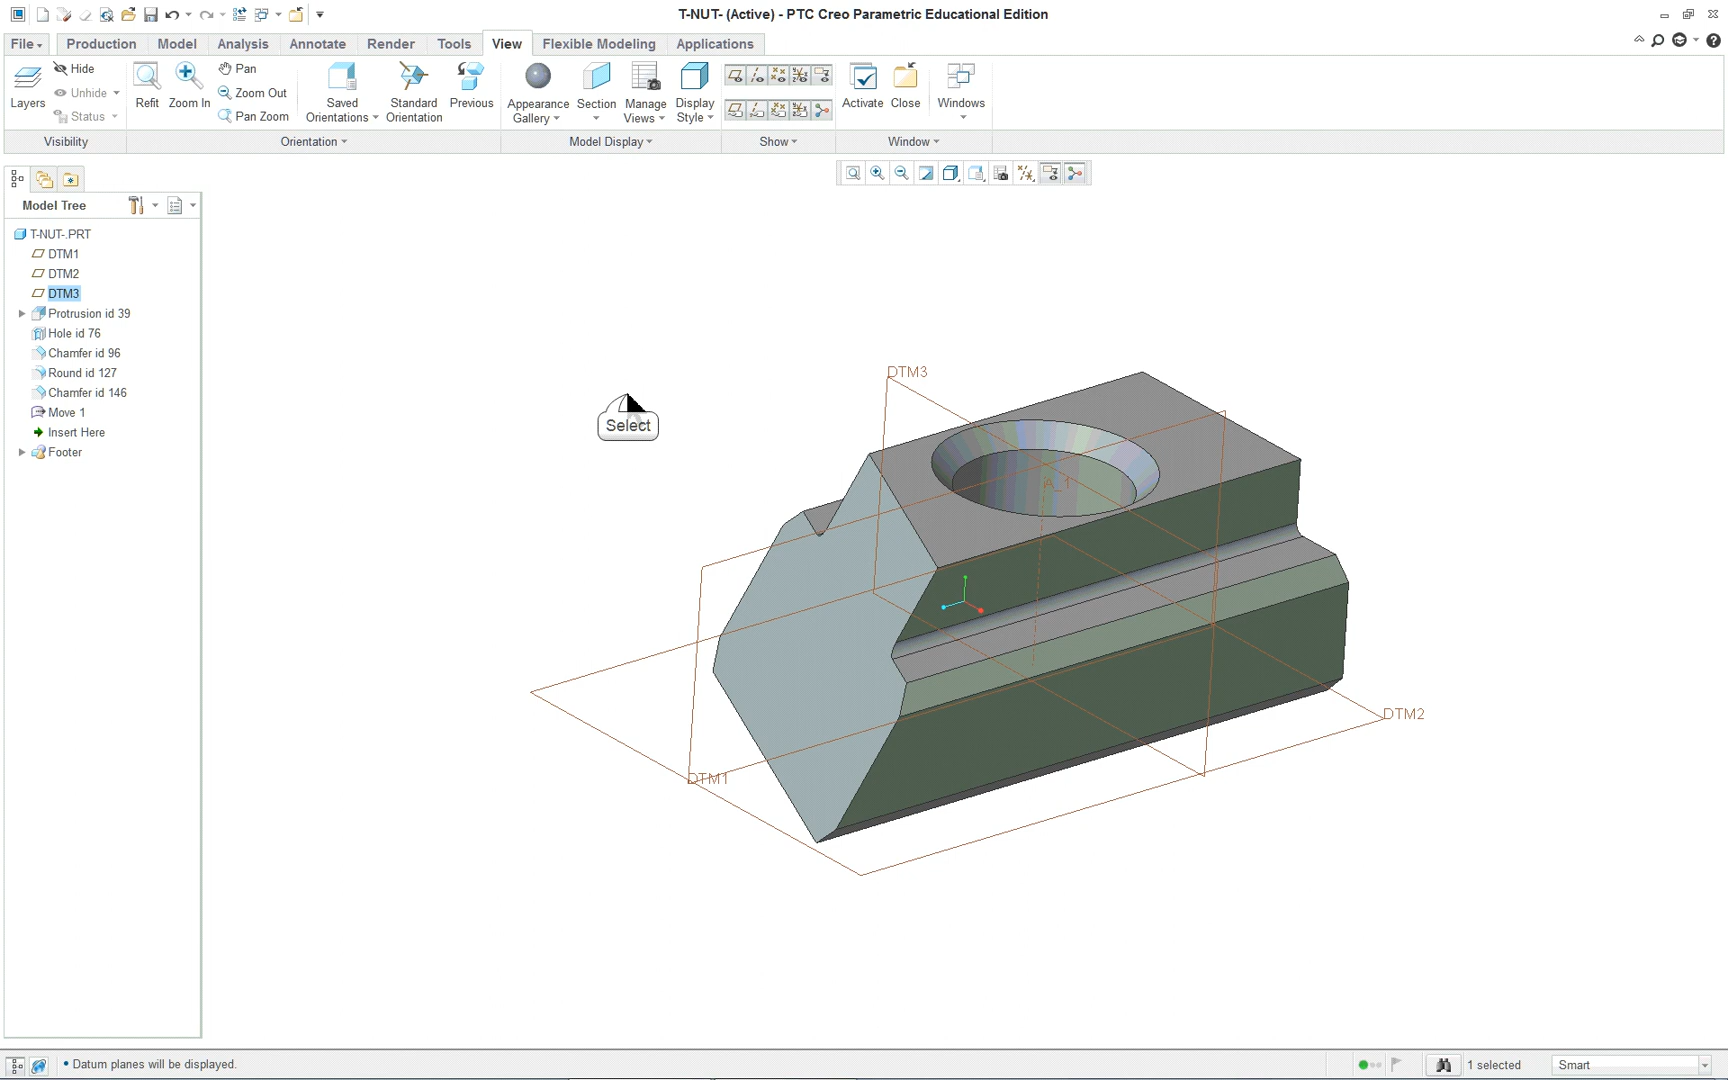 T-NUT- (Active) - PTC Creo Parametric Educational Edition
File Production Model Analysis Annotate Render Tools View Flexible Modeling Applications
Layers
Hide
Unhide
Status
Refit
Zoom In
Pan
Zoom Out
Pan Zoom
Saved
Orientations
Standard
Orientation
Previous
Appearance
Gallery
Section
Manage
Views
Display
Style
Activate
Close
Windows
Visibility Orientation Model Display Show Window
Model Tree
T-NUT-.PRT
DTM1
DTM2
DTM3
Protrusion id 39
Hole id 76
Chamfer id 96
Round id 127
Chamfer id 146
Move 1
Insert Here
Footer
Select
DTM3
A_1
DTM2
DTM1
• Datum planes will be displayed.
1 selected
Smart